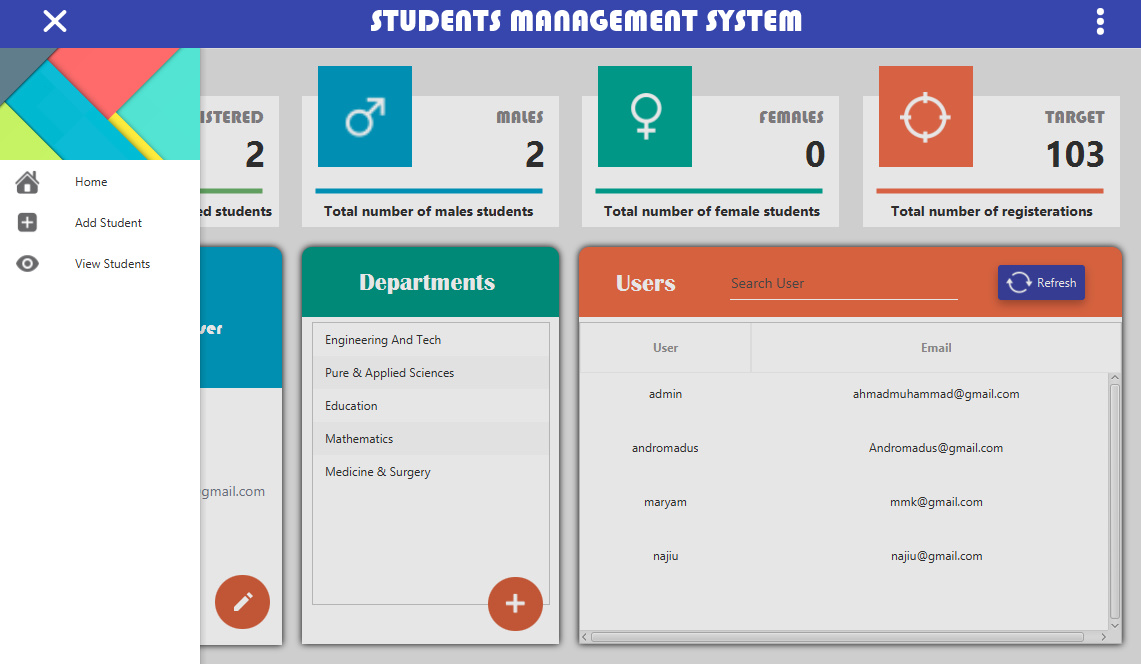 STUDENTS MANAGEMENT SYSTEM
Home
Add Student
View Students
ISTERED
2
ed students
MALES
2
Total number of males students
FEMALES
0
Total number of female students
TARGET
103
Total number of registerations
ser
gmail.com
Departments
Engineering And Tech
Pure & Applied Sciences
Education
Mathematics
Medicine & Surgery
Users
Search User
Refresh
User Email
admin ahmadmuhammad@gmail.com
andromadus Andromadus@gmail.com
maryam mmk@gmail.com
najiu najiu@gmail.com